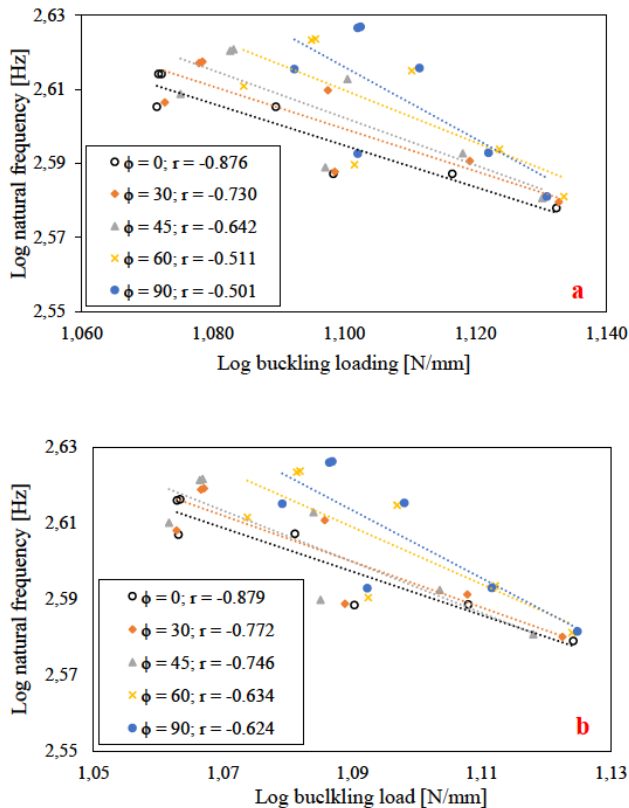 Log natural frequency [Hz]
2,63
2,61
2,59
2,57
2,55
ϕ = 0; r = -0.876
ϕ = 30; r = -0.730
ϕ = 45; r = -0.642
ϕ = 60; r = -0.511
ϕ = 90; r = -0.501
a
1,060 1,080 1,100 1,120 1,140
Log buckling loading [N/mm]
Log natural frequency [Hz]
2,63
2,61
2,59
2,57
2,55
ϕ = 0; r = -0.879
ϕ = 30; r = -0.772
ϕ = 45; r = -0.746
ϕ = 60; r = -0.634
ϕ = 90; r = -0.624
b
1,05 1,07 1,09 1,11 1,13
Log buclkling load [N/mm]